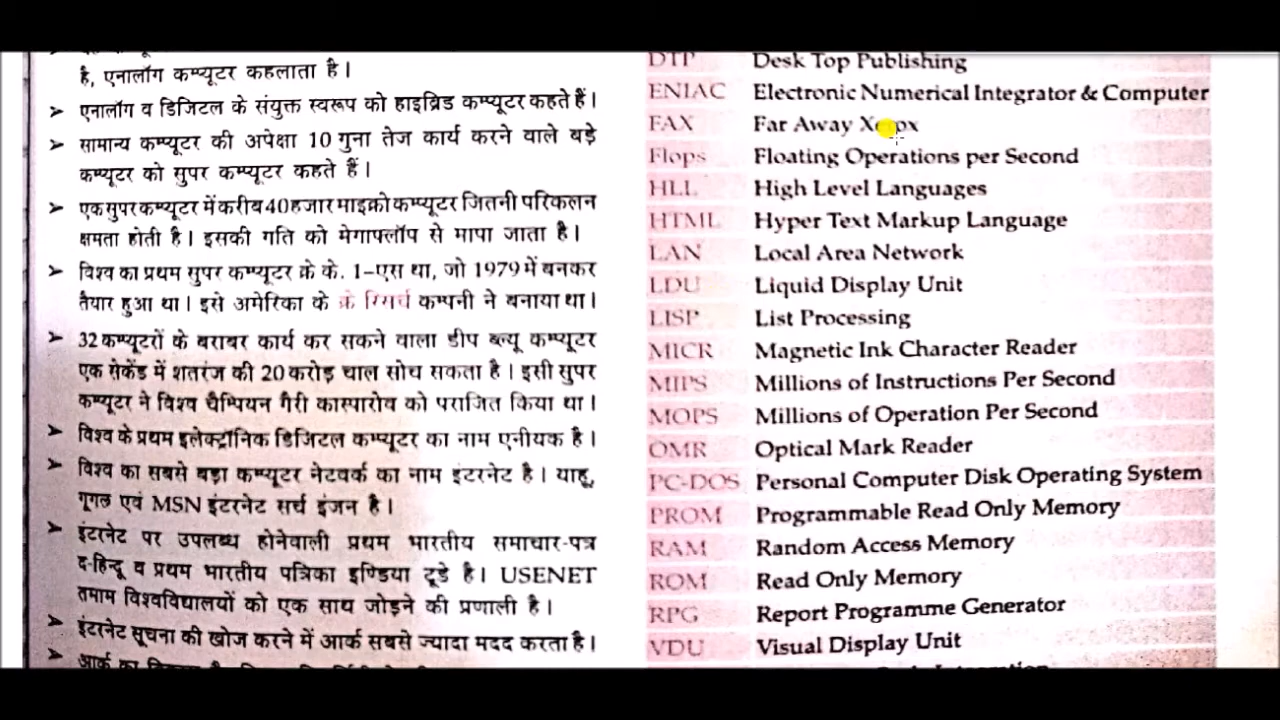 है, एनालॉग कम्प्यूटर कहलाता है।
➤ एनालॉग व डिजिटल के संयुक्त स्वरूप को हाइब्रिड कम्प्यूटर कहते हैं।
➤ सामान्य कम्प्यूटर की अपेक्षा 10 गुना तेज कार्य करने वाले बड़े
कम्प्यूटर को सुपर कम्प्यूटर कहते हैं।
➤ एक सुपर कम्प्यूटर में करीब 40 हजार माइक्रो कम्प्यूटर जितनी परिकलन
क्षमता होती है। इसकी गति को मेगाफ्लॉप से मापा जाता है।
➤ विश्व का प्रथम सुपर कम्प्यूटर क्रे के. 1-एस था, जो 1979 में बनकर
तैयार हुआ था। इसे अमेरिका के क्रे रिसर्च कम्पनी ने बनाया था।
➤ 32 कम्प्यूटरों के बराबर कार्य कर सकने वाला डीप ब्ल्यू कम्प्यूटर
एक सेकेंड में शतरंज की 20 करोड़ चाल सोच सकता है। इसी सुपर
कम्प्यूटर ने विश्व चैम्पियन गैरी कास्पारोव को पराजित किया था।
➤ विश्व के प्रथम इलेक्ट्रॉनिक डिजिटल कम्प्यूटर का नाम एनीयक है।
➤ विश्व का सबसे बड़ा कम्प्यूटर नेटवर्क का नाम इंटरनेट है। याहू,
गूगल एवं MSN इंटरनेट सर्च इंजन है।
➤ इंटरनेट पर उपलब्ध होनेवाली प्रथम भारतीय समाचार-पत्र
द-हिन्दू व प्रथम भारतीय पत्रिका इण्डिया टूडे है। USENET
तमाम विश्वविद्यालयों को एक साथ जोड़ने की प्रणाली है।
➤ इंटरनेट सूचना की खोज करने में आर्क सबसे ज्यादा मदद करता है।
DTP Desk Top Publishing
ENIAC Electronic Numerical Integrator & Computer
FAX Far Away
Flops Floating Operations per Second
HLL High Level Languages
HTML Hyper Text Markup Language
LAN Local Area Network
LDU Liquid Display Unit
LISP List Processing
MICR Magnetic Ink Character Reader
MIPS Millions of Instructions Per Second
MOPS Millions of Operation Per Second
OMR Optical Mark Reader
PC-DOS Personal Computer Disk Operating System
PROM Programmable Read Only Memory
RAM Random Access Memory
ROM Read Only Memory
RPG Report Programme Generator
VDU Visual Display Unit